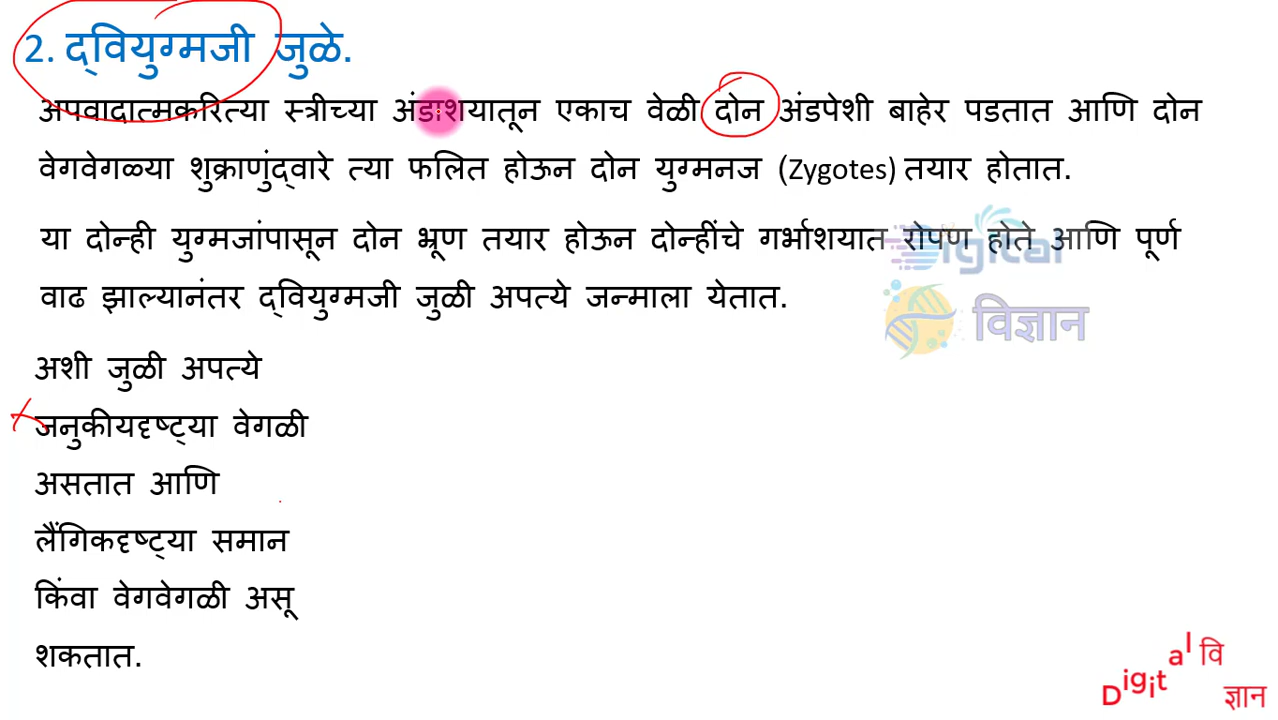 2. द्वियुग्मजी जुळे.
अपवादात्मकरित्या स्त्रीच्या अंडाशयातून एकाच वेळी दोन अंडपेशी बाहेर पडतात आणि दोन
वेगवेगळ्या शुक्राणुंद्वारे त्या फलित होऊन दोन युग्मनज (Zygotes) तयार होतात.
या दोन्ही युग्मजांपासून दोन भ्रूण तयार होऊन दोन्हींचे गर्भाशयात रोपण होते आणि पूर्ण
वाढ झाल्यानंतर द्वियुग्मजी जुळी अपत्ये जन्माला येतात.
Digital
विज्ञान
अशी जुळी अपत्ये
जनुकीयदृष्ट्या वेगळी
असतात आणि
लैंगिकदृष्ट्या समान
किंवा वेगवेगळी असू
शकतात.
Digital वि
ज्ञान